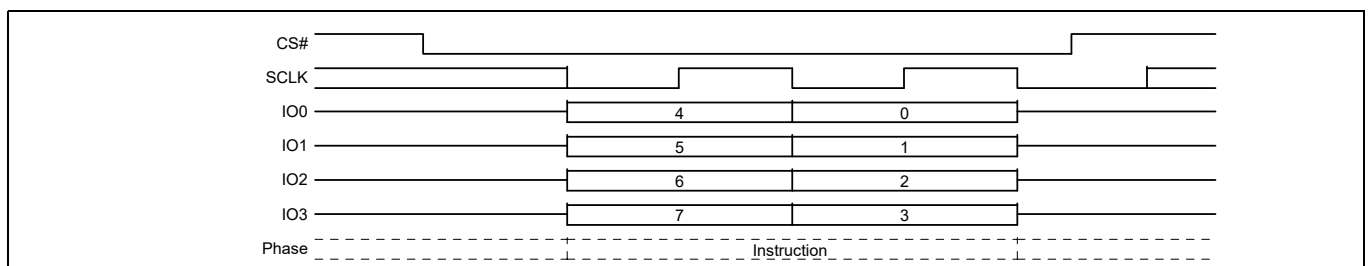 CS#
SCLK
IO0 4 0
IO1 5 1
IO2 6 2
IO3 7 3
Phase Instruction